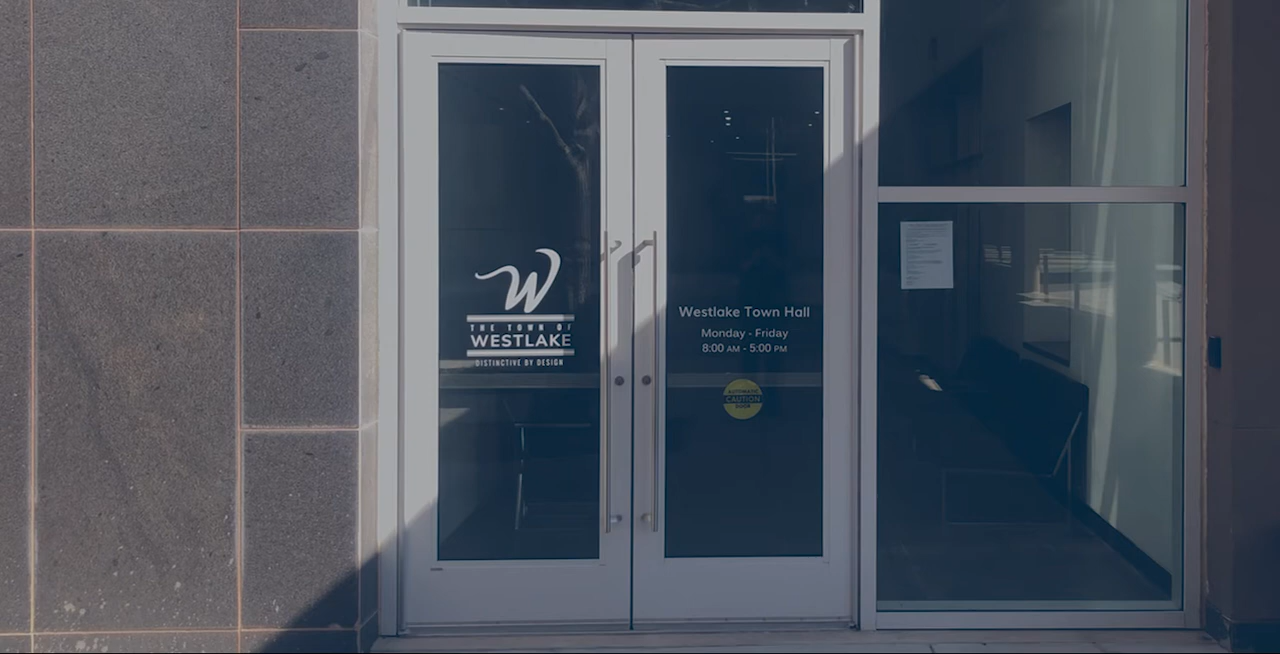 W
THE TOWN OF
WESTLAKE
DISTINCTIVE BY DESIGN
Westlake Town Hall
Monday - Friday
8:00 AM - 5:00 PM
AUTOMATIC
CAUTION
DOOR